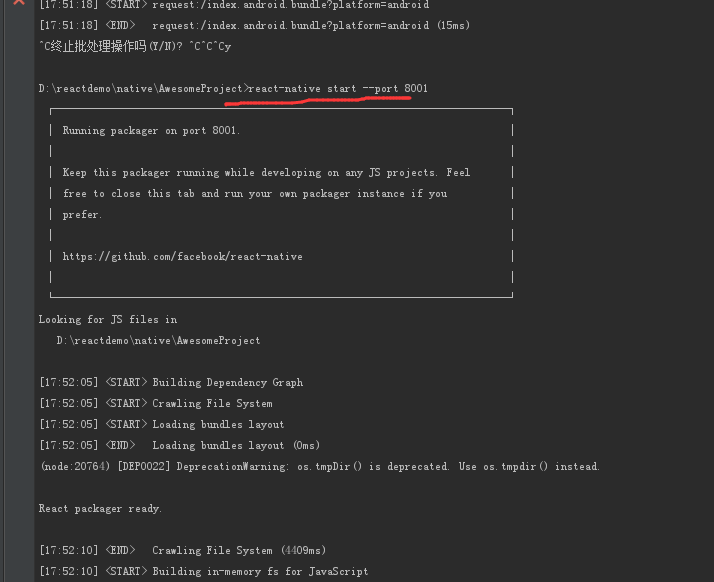 [17:51:18] <START> request:/index.android.bundle?platform=android
[17:51:18] <END>   request:/index.android.bundle?platform=android (15ms)
^C终止批处理操作吗(Y/N)? ^C^C^Cy
D:\reactdemo\native\AwesomeProject>react-native start --port 8001
Running packager on port 8001.
Keep this packager running while developing on any JS projects. Feel
free to close this tab and run your own packager instance if you
prefer.
https://github.com/facebook/react-native
Looking for JS files in
D:\reactdemo\native\AwesomeProject
[17:52:05] <START> Building Dependency Graph
[17:52:05] <START> Crawling File System
[17:52:05] <START> Loading bundles layout
[17:52:05] <END>   Loading bundles layout (0ms)
(node:20764) [DEP0022] DeprecationWarning: os.tmpDir() is deprecated. Use os.tmpdir() instead.
React packager ready.
[17:52:10] <END>   Crawling File System (4409ms)
[17:52:10] <START> Building in-memory fs for JavaScript